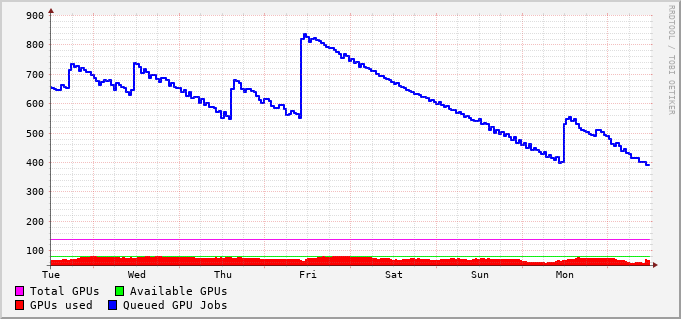 900
800
700
600
500
400
300
200
100
Tue Wed Thu Fri Sat Sun Mon
Total GPUs Available GPUs
GPUs used Queued GPU Jobs
RRDTOOL / TOBI OETIKER